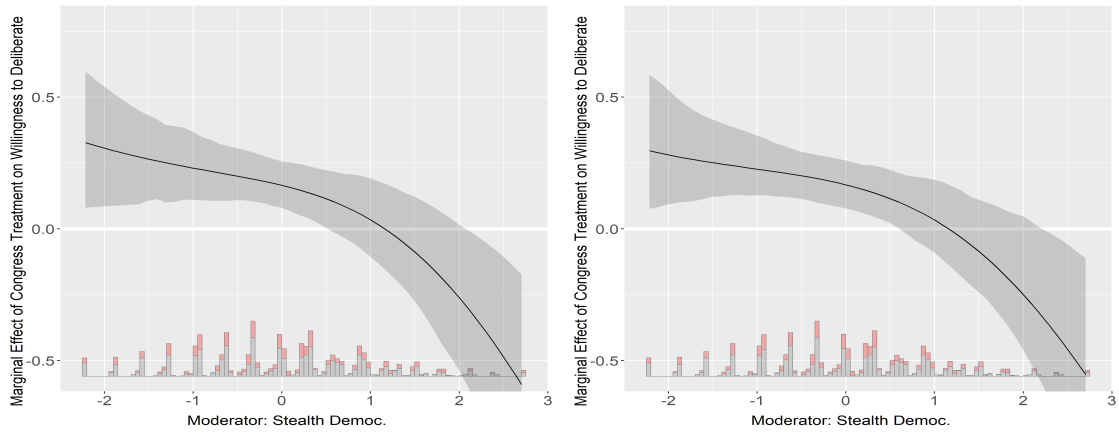 Marginal Effect of Congress Treatment on Willingness to Deliberate
0.5
0.0
-0.5
-2 -1 0 1 2 3
Moderator: Stealth Democ.
Marginal Effect of Congress Treatment on Willingness to Deliberate
0.5
0.0
-0.5
-2 -1 0 1 2 3
Moderator: Stealth Democ.